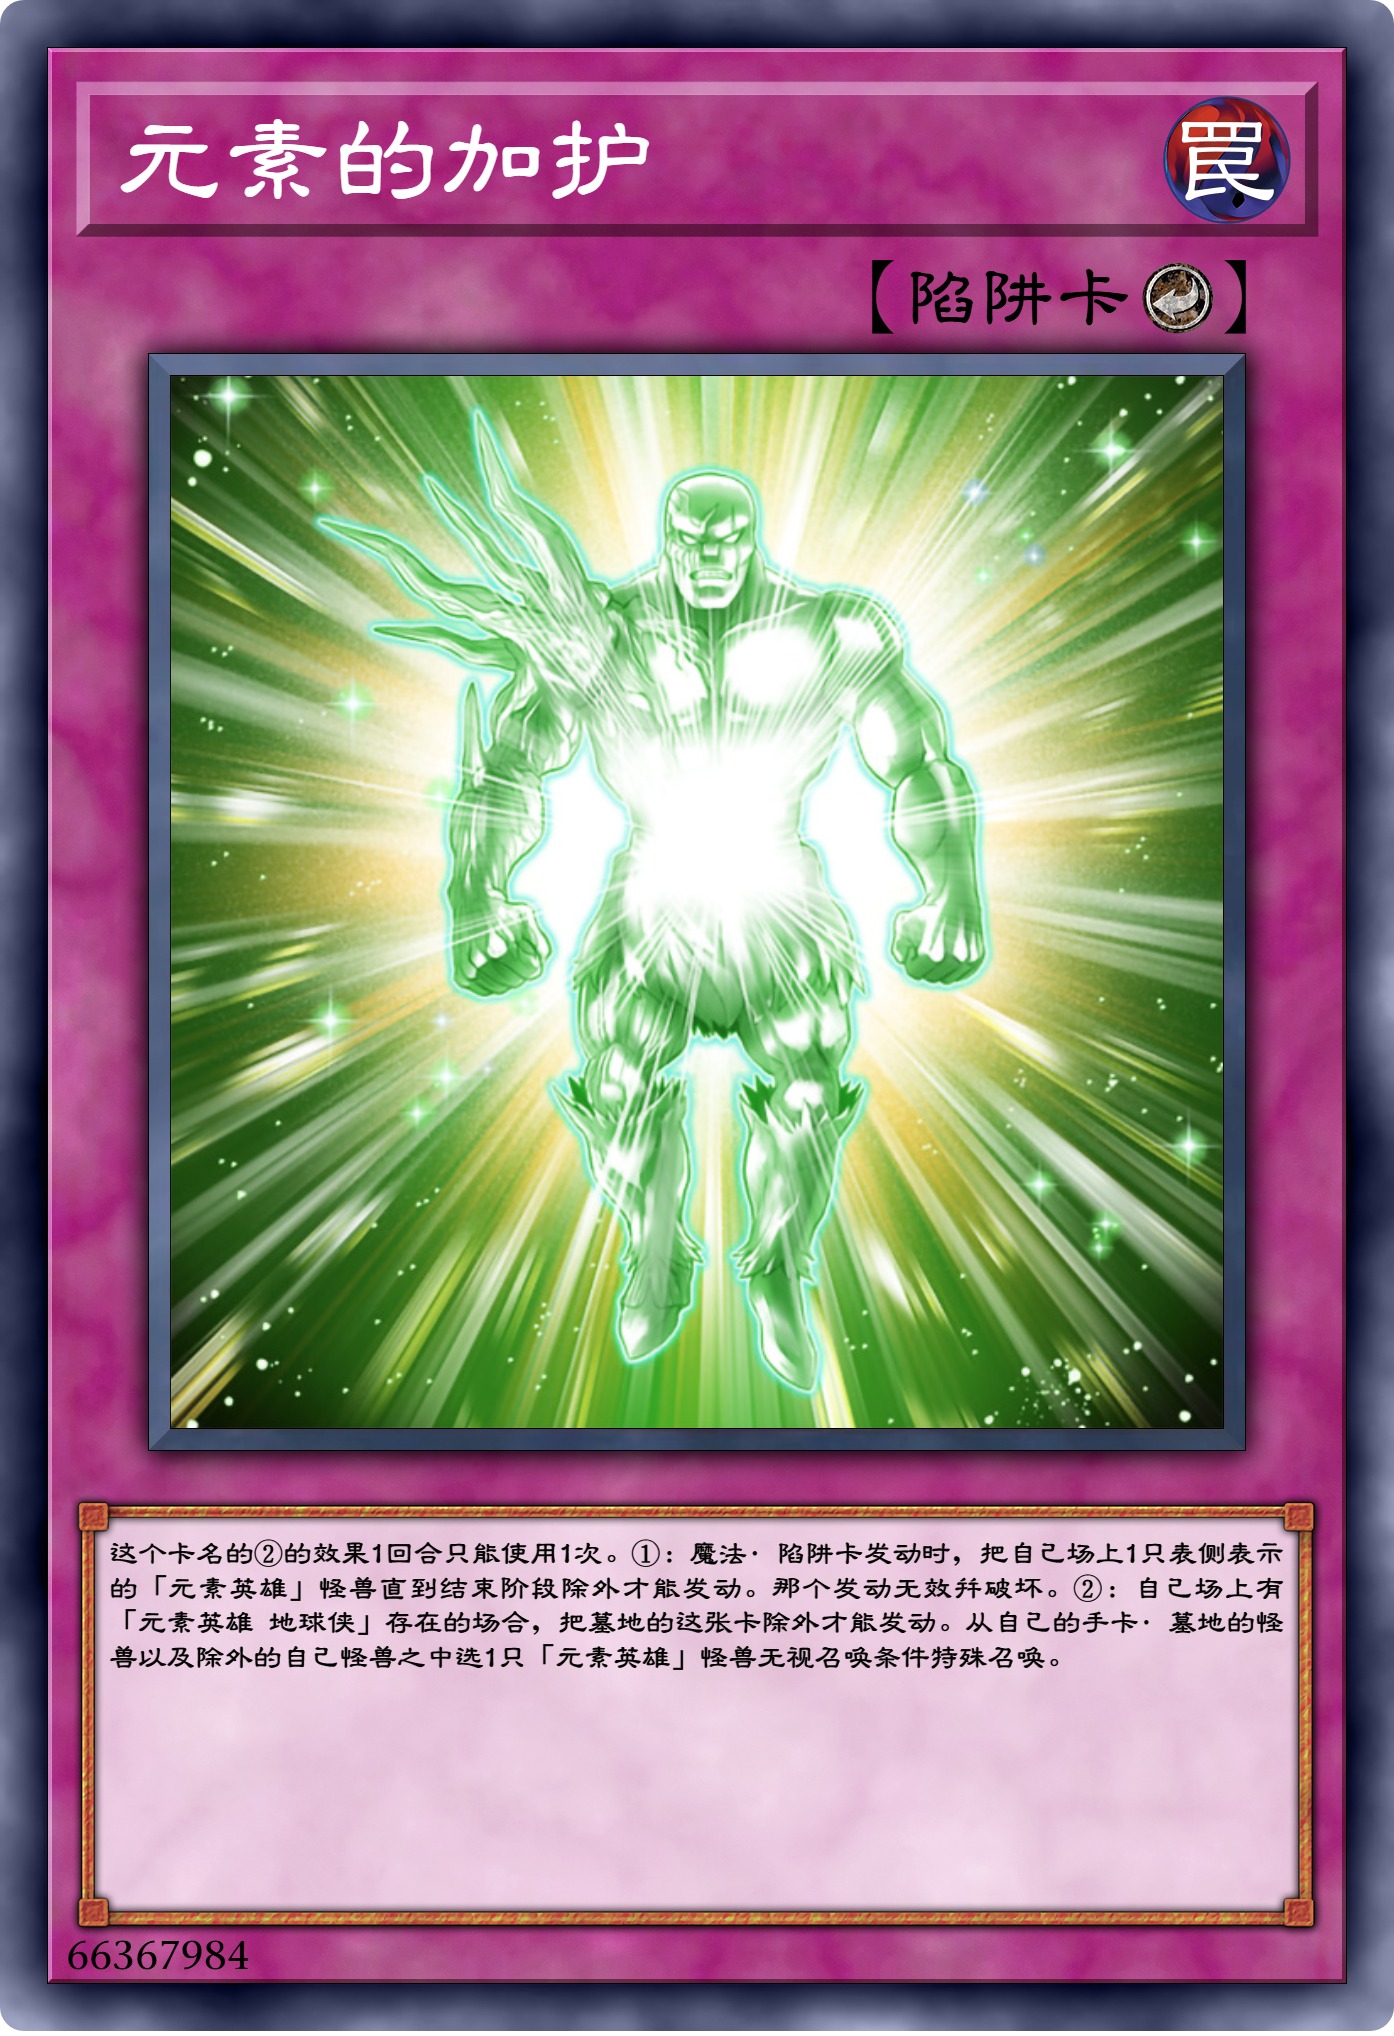 元素的加护
罠
【陷阱卡】
这个卡名的②的效果1回合只能使用1次。①：魔法·陷阱卡发动时，把自己场上1只表侧表示
的「元素英雄」怪兽直到结束阶段除外才能发动。那个发动无效并破坏。②：自己场上有
「元素英雄 地球侠」存在的场合，把墓地的这张卡除外才能发动。从自己的手卡·墓地的怪
兽以及除外的自己怪兽之中选1只「元素英雄」怪兽无视召唤条件特殊召唤。
66367984